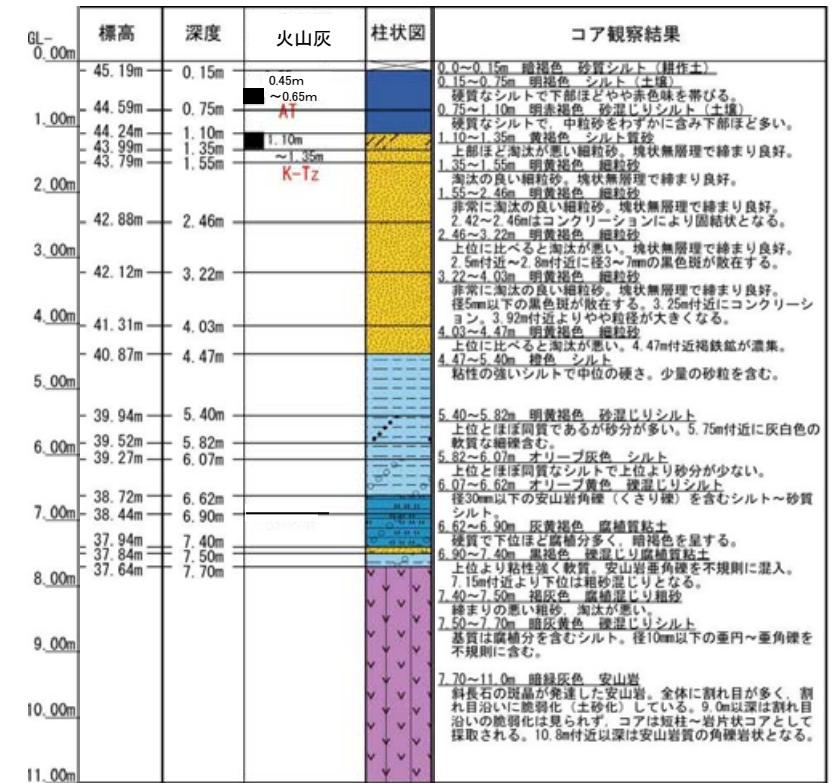 標高 深度 火山灰 柱状図 コア観察結果
GL-
0.00m
1.00m
2.00m
3.00m
4.00m
5.00m
6.00m
7.00m
8.00m
9.00m
10.00m
11.00m
45.19m 0.15m
44.59m 0.75m
44.24m 1.10m
43.99m 1.35m
43.79m 1.55m
42.88m 2.46m
42.12m 3.22m
41.31m 4.03m
40.87m 4.47m
39.94m 5.40m
39.52m 5.82m
39.27m 6.07m
38.72m 6.62m
38.44m 6.90m
37.94m 7.40m
37.84m 7.50m
37.64m 7.70m
0.45m
~0.65m
AT
1.10m
~1.35m
K-Tz
0.0~0.15m 暗褐色 砂質シルト(耕作土)
0.15~0.75m 明褐色 シルト(土壌)
硬質なシルトで下部ほどやや赤色味を帯びる。
0.75~1.10m 明赤褐色 砂混じりシルト(土壌)
硬質なシルトで、中粒砂をわずかに含み下部ほど多い。
1.10~1.35m 黄褐色 シルト質砂
上部ほど淘汰が悪い細粒砂。塊状無層理で締まり良好。
1.35~1.55m 明黄褐色 細粒砂
淘汰の良い細粒砂。塊状無層理で締まり良好。
1.55~2.46m 明黄褐色 細粒砂
非常に淘汰の良い細粒砂。塊状無層理で締まり良好。
2.42~2.46mはコンクリーションにより固結状となる。
2.46~3.22m 明黄褐色 細粒砂
上位に比べると淘汰が悪い。塊状無層理で締まり良好。
2.5m付近~2.8m付近に径3~7mmの黒色斑が散在する。
3.22~4.03m 明黄褐色 細粒砂
非常に淘汰の良い細粒砂。塊状無層理で締まり良好。
径5mm以下の黒色斑が散在する。3.25m付近にコンクリーシ
ョン。3.92m付近よりやや粒径が大きくなる。
4.03~4.47m 明黄褐色 細粒砂
上位に比べると淘汰が悪い。4.47m付近褐鉄鉱が濃集。
4.47~5.40m 橙色 シルト
粘性の強いシルトで中位の硬さ。少量の砂粒を含む。
5.40~5.82m 明黄褐色 砂混じりシルト
上位とほぼ同質であるが砂分が多い。5.75m付近に灰白色の
軟質な細礫含む。
5.82~6.07m オリーブ灰色 シルト
上位とほぼ同質なシルトで上位より砂分が少ない。
6.07~6.62m オリーブ黄色 礫混じりシルト
径30mm以下の安山岩角礫(くさり礫)を含むシルト~砂質
シルト。
6.62~6.90m 灰黄褐色 腐植質粘土
硬質で下位ほど腐植分多く、暗褐色を呈する。
6.90~7.40m 黒褐色 礫混じり腐植質粘土
上位より粘性強く軟質。安山岩亜角礫を不規則に混入。
7.15m付近より下位は粗砂混じりとなる。
7.40~7.50m 褐灰色 腐植混じり粗砂
締まりの悪い粗砂、淘汰が悪い。
7.50~7.70m 暗灰黄色 礫混じりシルト
基質は腐植分を含むシルト。径10mm以下の亜円~亜角礫を
不規則に含む。
7.70~11.0m 暗緑灰色 安山岩
斜長石の斑晶が発達した安山岩。全体に割れ目が多く、割
れ目沿いに脆弱化(土砂化)している。9.0m以深は割れ目
沿いの脆弱化は見られず、コアは短柱~岩片状コアとして
採取される。10.8m付近以深は安山岩質の角礫岩状となる。